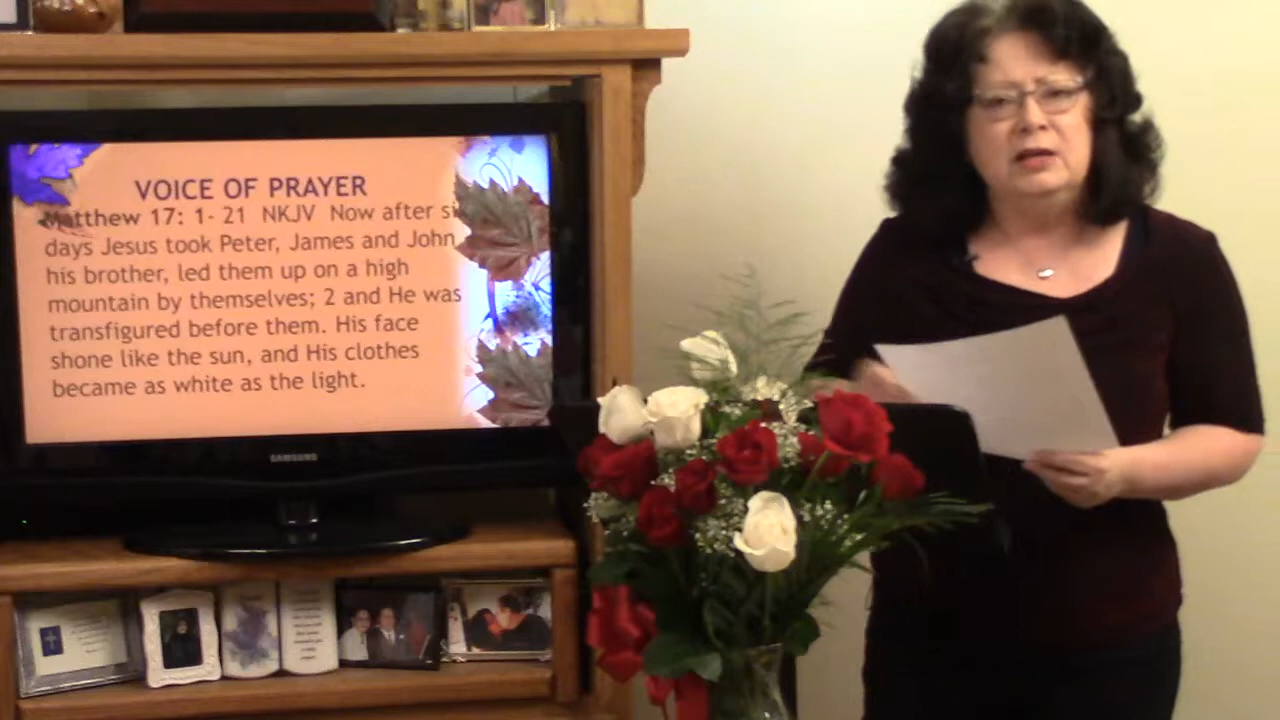 VOICE OF PRAYER
Matthew 17: 1- 21 NKJV Now after si
days Jesus took Peter, James and John
his brother, led them up on a high
mountain by themselves; 2 and He was
transfigured before them. His face
shone like the sun, and His clothes
became as white as the light.
SAMSUNG